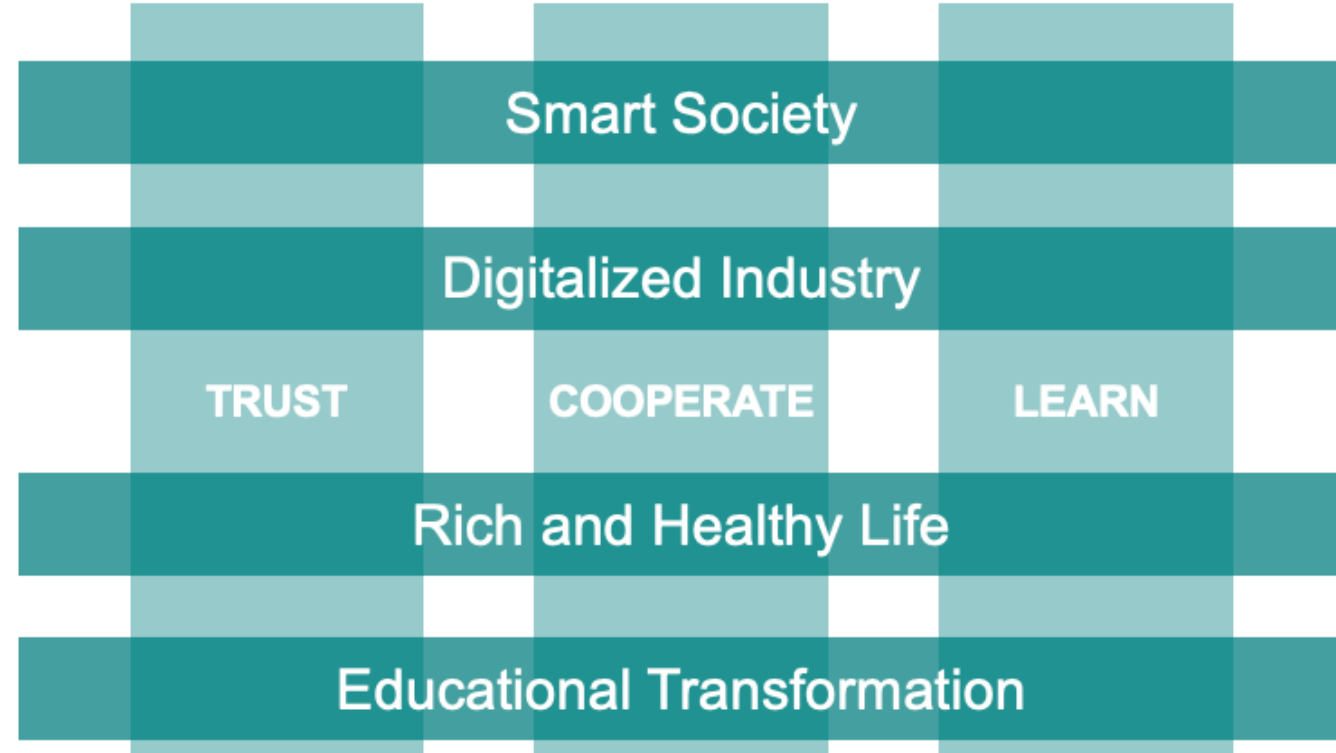 Smart Society
Digitalized Industry
TRUST COOPERATE LEARN
Rich and Healthy Life
Educational Transformation